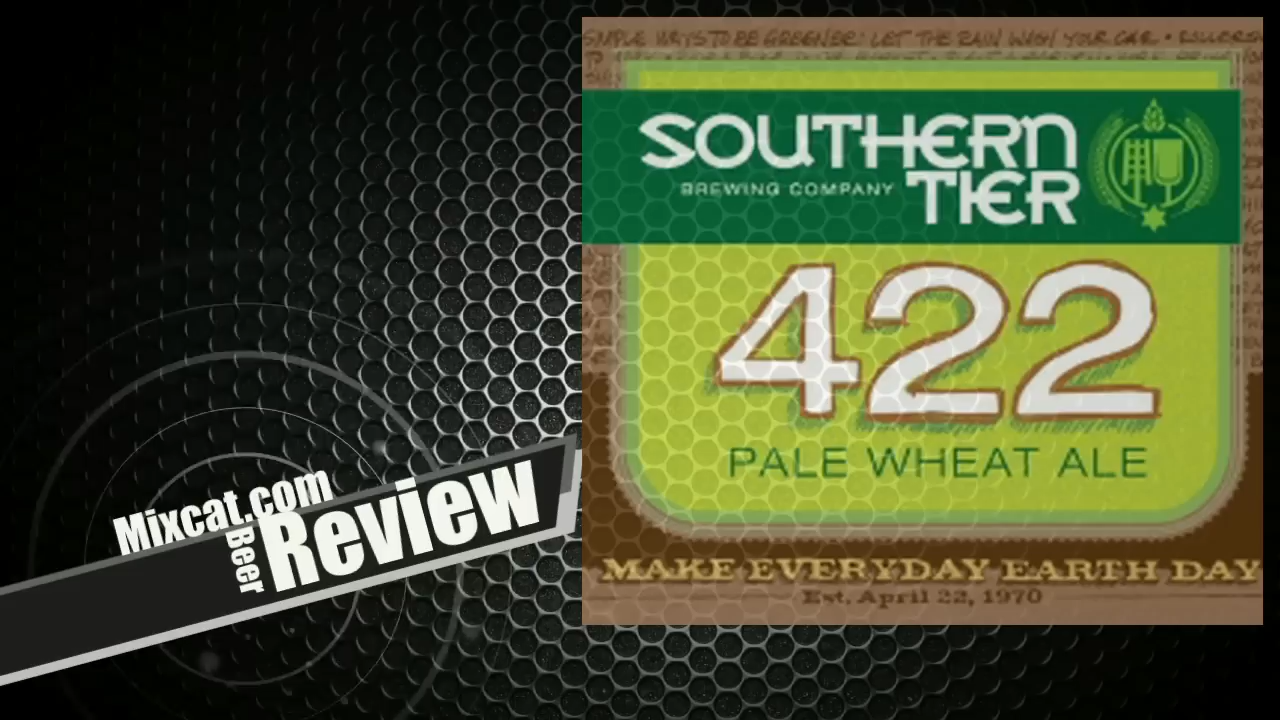 SIMPLE WAYS TO BE GREENER: LET THE RAIN WASH YOUR CAR •
SOUTHERN
BREWING COMPANY TIER
422
PALE WHEAT ALE
Mixcat.com
Beer Review
MAKE EVERYDAY EARTH DAY
Est. April 22, 1970